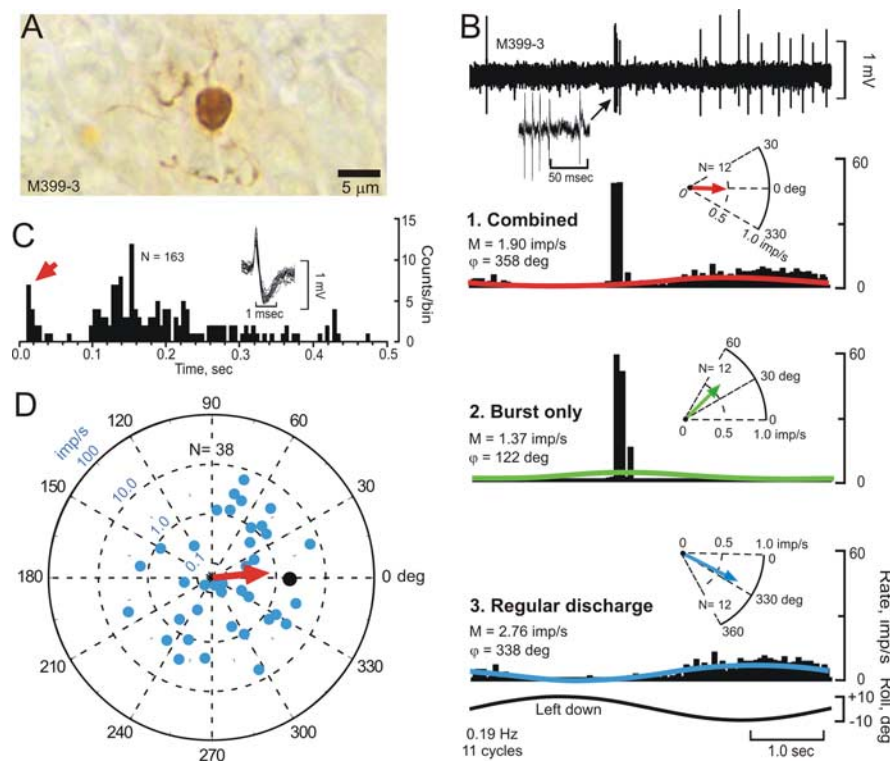 A
M399-3
5 µm
B
M399-3
1 mV
50 msec
N= 12
30
0 deg
330
0
0.5
1.0 imp/s
60
0
1. Combined
M = 1.90 imp/s
φ = 358 deg
C
N = 163
1 mV
1 msec
15
10
5
0
Counts/bin
0.0
0.1
0.2
0.3
0.4
0.5
Time, sec
60
N= 12
30 deg
0
0
0.5
1.0 imp/s
60
0
2. Burst only
M = 1.37 imp/s
φ = 122 deg
D
90
60
30
0 deg
330
300
270
240
210
180
150
120
imp/s
100
10.0
1.0
0.1
N= 38
0
0.5
1.0 imp/s
0
330 deg
N= 12
360
60
0
Rate, imp/s
3. Regular discharge
M = 2.76 imp/s
φ = 338 deg
Left down
+10
-10
Roll, deg
0.19 Hz
11 cycles
1.0 sec